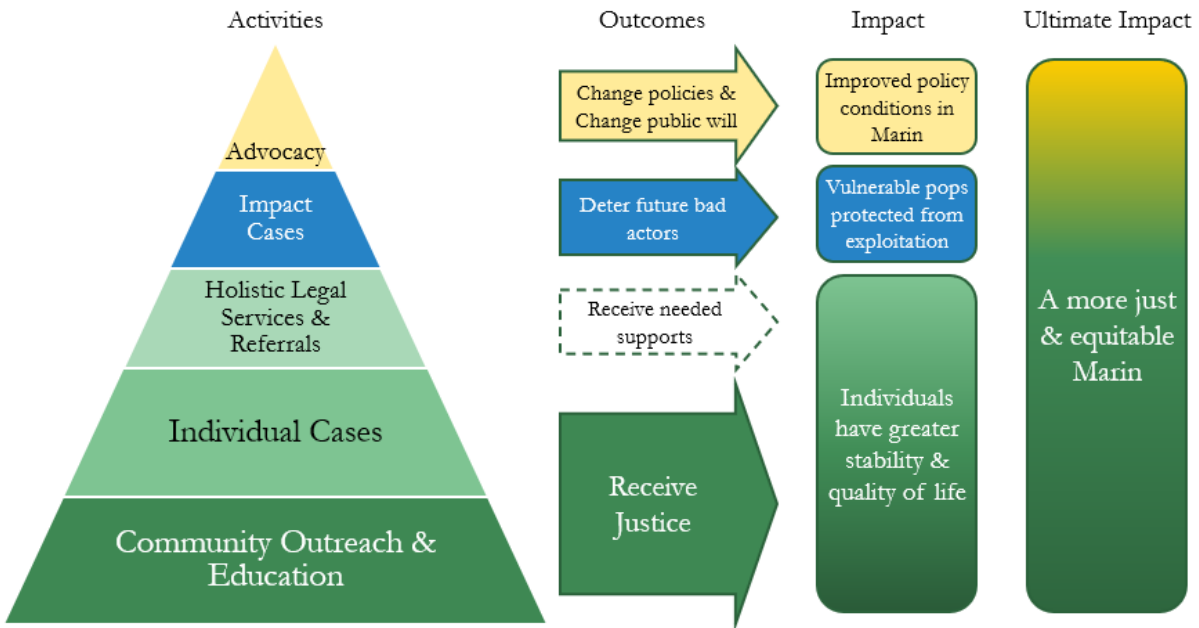 Activities
Outcomes
Impact
Ultimate Impact
Advocacy
Impact
Cases
Holistic Legal
Services &
Referrals
Individual Cases
Community Outreach &
Education
Change policies &
Change public will
Deter future bad
actors
Receive needed
supports
Receive
Justice
Improved policy
conditions in
Marin
Vulnerable pops
protected from
exploitation
Individuals
have greater
stability &
quality of life
A more just
& equitable
Marin